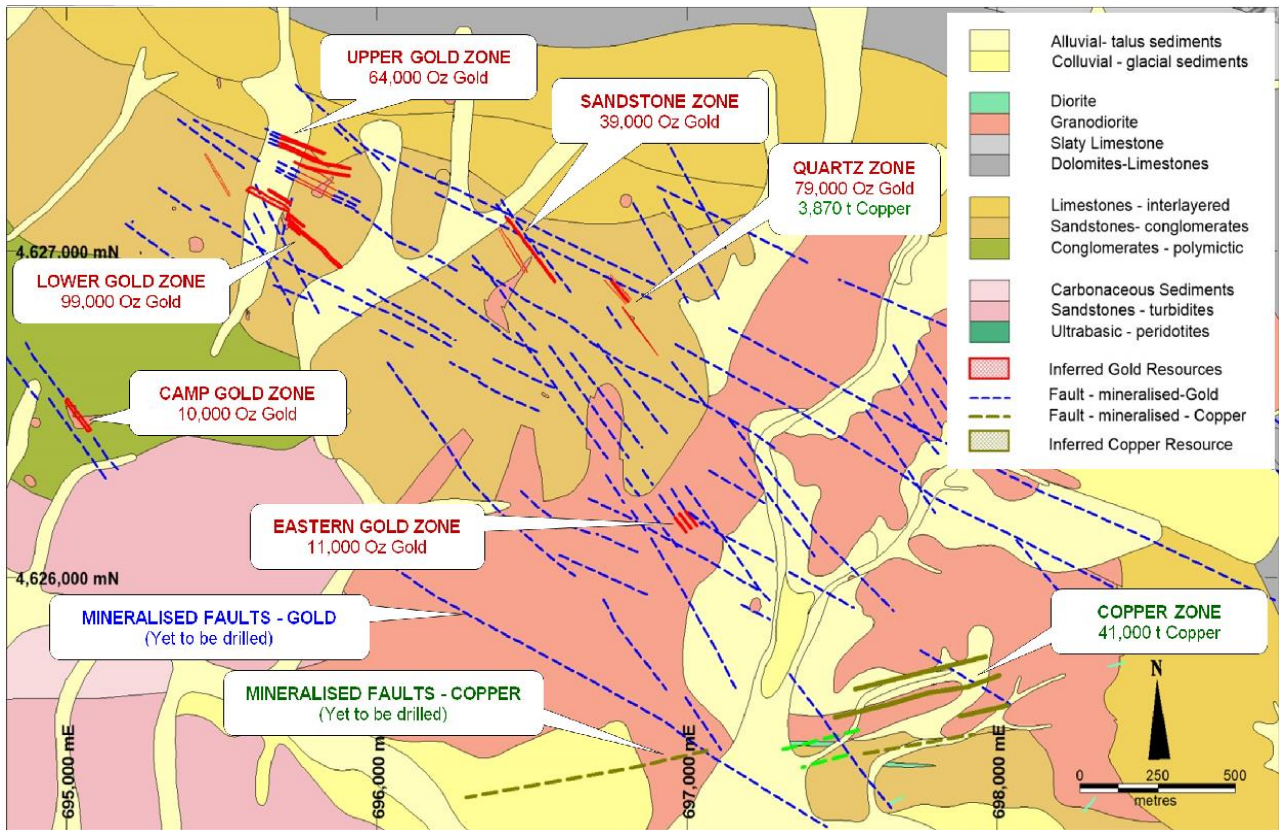 UPPER GOLD ZONE
64,000 Oz Gold
SANDSTONE ZONE
39,000 Oz Gold
QUARTZ ZONE
79,000 Oz Gold
3,870 t Copper
4,627,000 mN
LOWER GOLD ZONE
99,000 Oz Gold
CAMP GOLD ZONE
10,000 Oz Gold
EASTERN GOLD ZONE
11,000 Oz Gold
4,626,000 mN
MINERALISED FAULTS - GOLD
(Yet to be drilled)
MINERALISED FAULTS - COPPER
(Yet to be drilled)
COPPER ZONE
41,000 t Copper
695,000 mE
696,000 mE
697,000 mE
698,000 mE
N
0 250 500
metres
Alluvial- talus sediments
Colluvial - glacial sediments
Diorite
Granodiorite
Slaty Limestone
Dolomites-Limestones
Limestones - interlayered
Sandstones- conglomerates
Conglomerates - polymictic
Carbonaceous Sediments
Sandstones - turbidites
Ultrabasic - peridotites
Inferred Gold Resources
Fault - mineralised-Gold
Fault - mineralised - Copper
Inferred Copper Resource